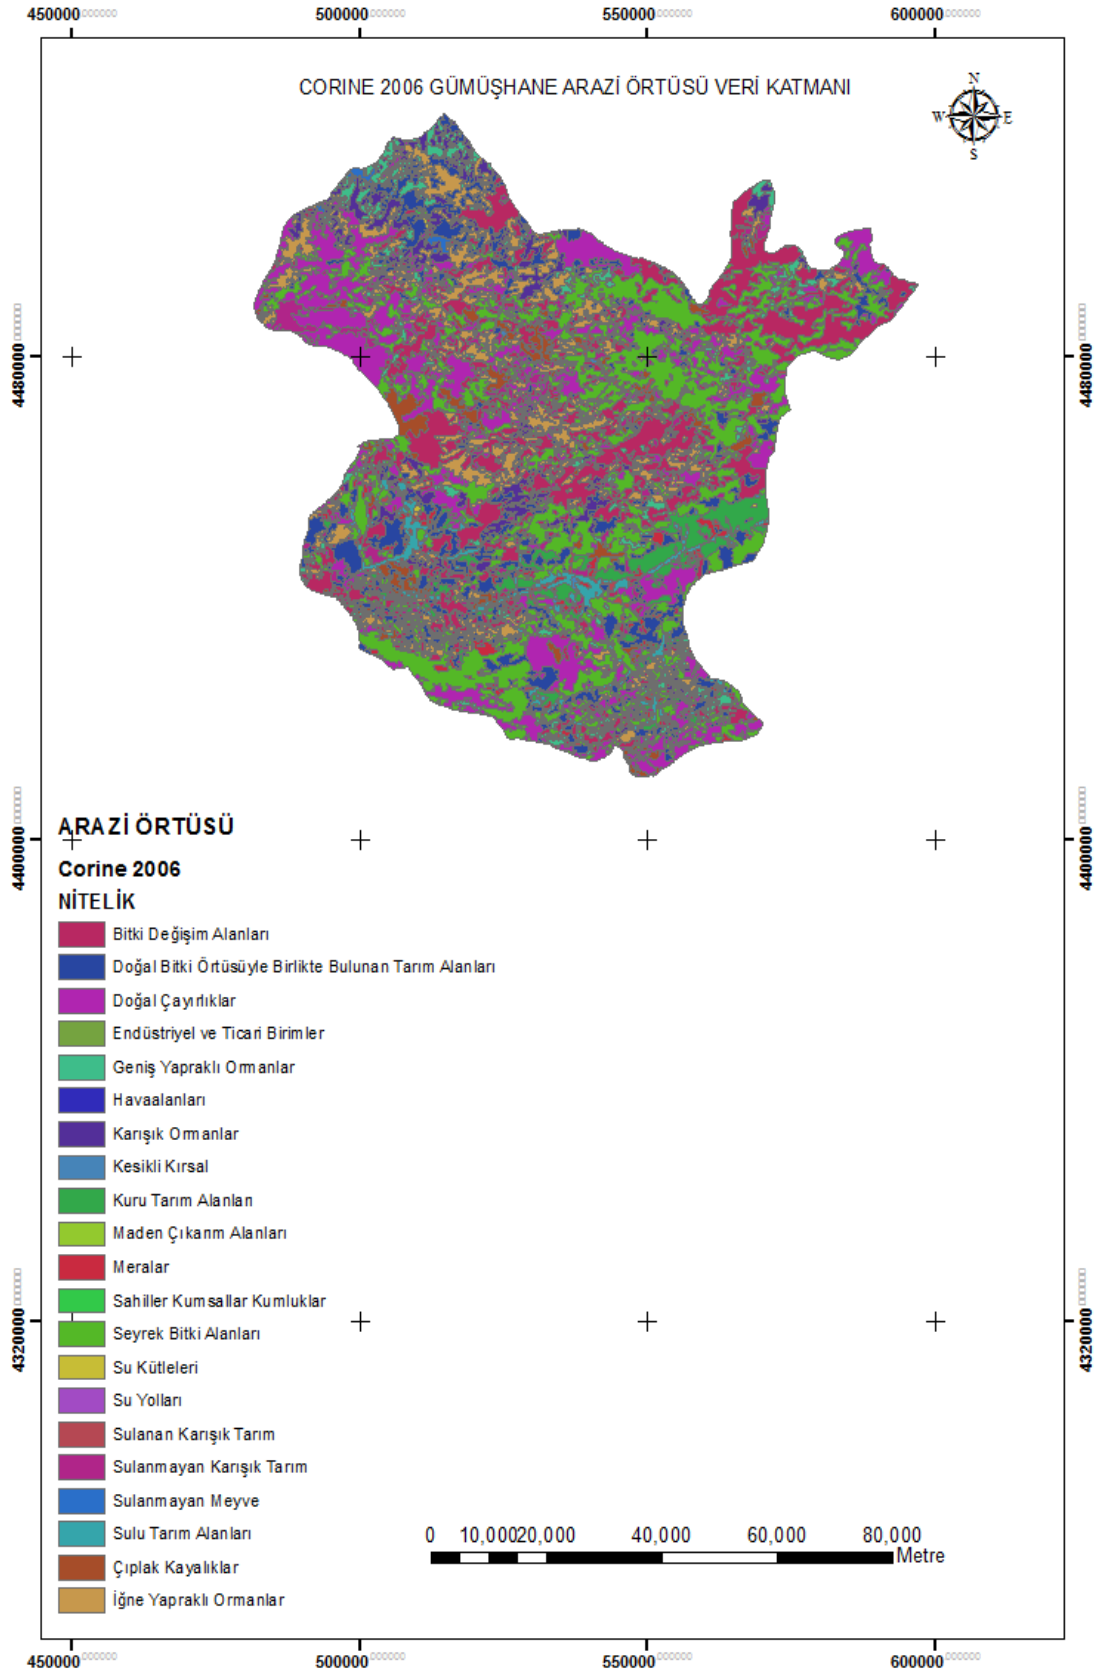 450000 500000 550000 600000
CORINE 2006 GÜMÜŞHANE ARAZİ ÖRTÜSÜ VERİ KATMANI
N
W E
S
4480000 4480000
4400000 4400000
4320000 4320000
ARAZİ ÖRTÜSÜ
Corine 2006
NİTELİK
Bitki Değişim Alanları
Doğal Bitki Örtüsüyle Birlikte Bulunan Tarım Alanları
Doğal Çayırlıklar
Endüstriyel ve Ticari Birimler
Geniş Yapraklı Ormanlar
Havaalanları
Karışık Ormanlar
Kesikli Kırsal
Kuru Tarım Alanları
Maden Çıkarım Alanları
Meralar
Sahiller Kumsallar Kumluklar
Seyrek Bitki Alanları
Su Kütleleri
Su Yolları
Sulanan Karışık Tarım
Sulanmayan Karışık Tarım
Sulanmayan Meyve
Sulu Tarım Alanları
Çıplak Kayalıklar
İğne Yapraklı Ormanlar
0 10,000 20,000 40,000 60,000 80,000
Metre
450000 500000 550000 600000